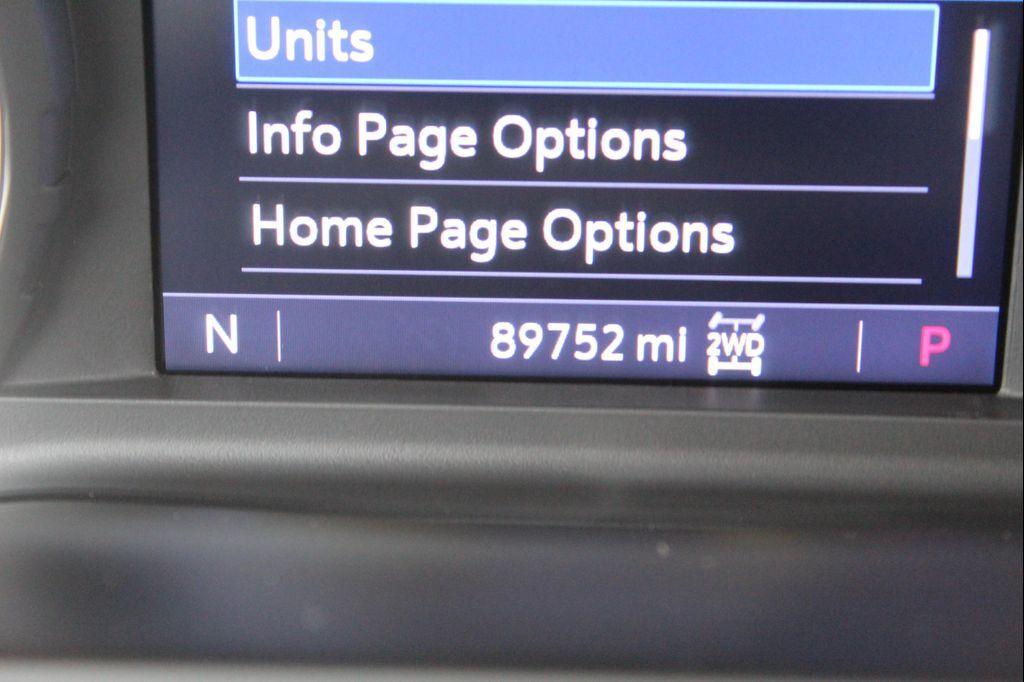 Units
Info Page Options
Home Page Options
N 89752 mi 2WD P